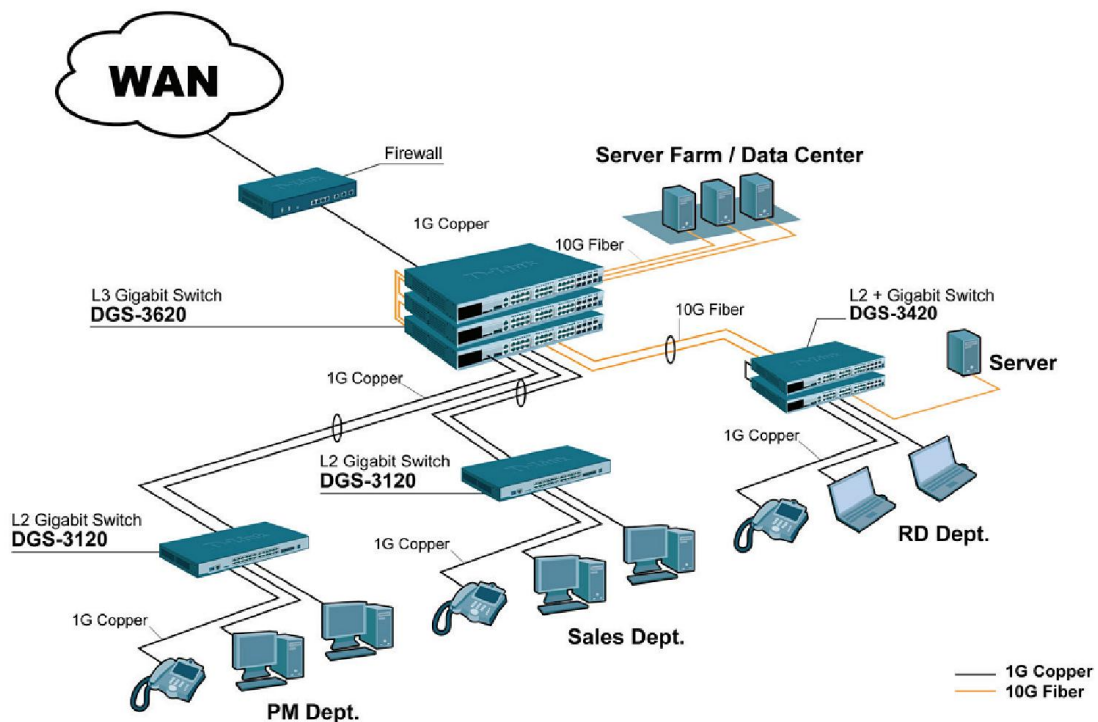 WAN
Firewall
Server Farm / Data Center
1G Copper
10G Fiber
L3 Gigabit Switch
DGS-3620
10G Fiber
L2 + Gigabit Switch
DGS-3420
Server
1G Copper
1G Copper
L2 Gigabit Switch
DGS-3120
L2 Gigabit Switch
DGS-3120
RD Dept.
1G Copper
1G Copper
Sales Dept.
PM Dept.
1G Copper
10G Fiber